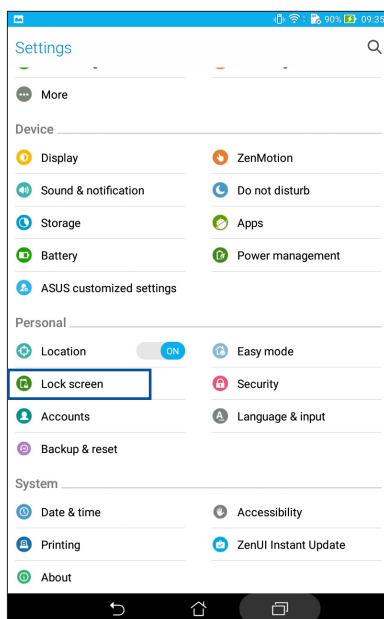 90% 09:35
Settings
More
Device
Display ZenMotion
Sound & notification Do not disturb
Storage Apps
Battery Power management
ASUS customized settings
Personal
Location ON Easy mode
Lock screen Security
Accounts A Language & input
Backup & reset
System
Date & time Accessibility
Printing ZenUI Instant Update
About